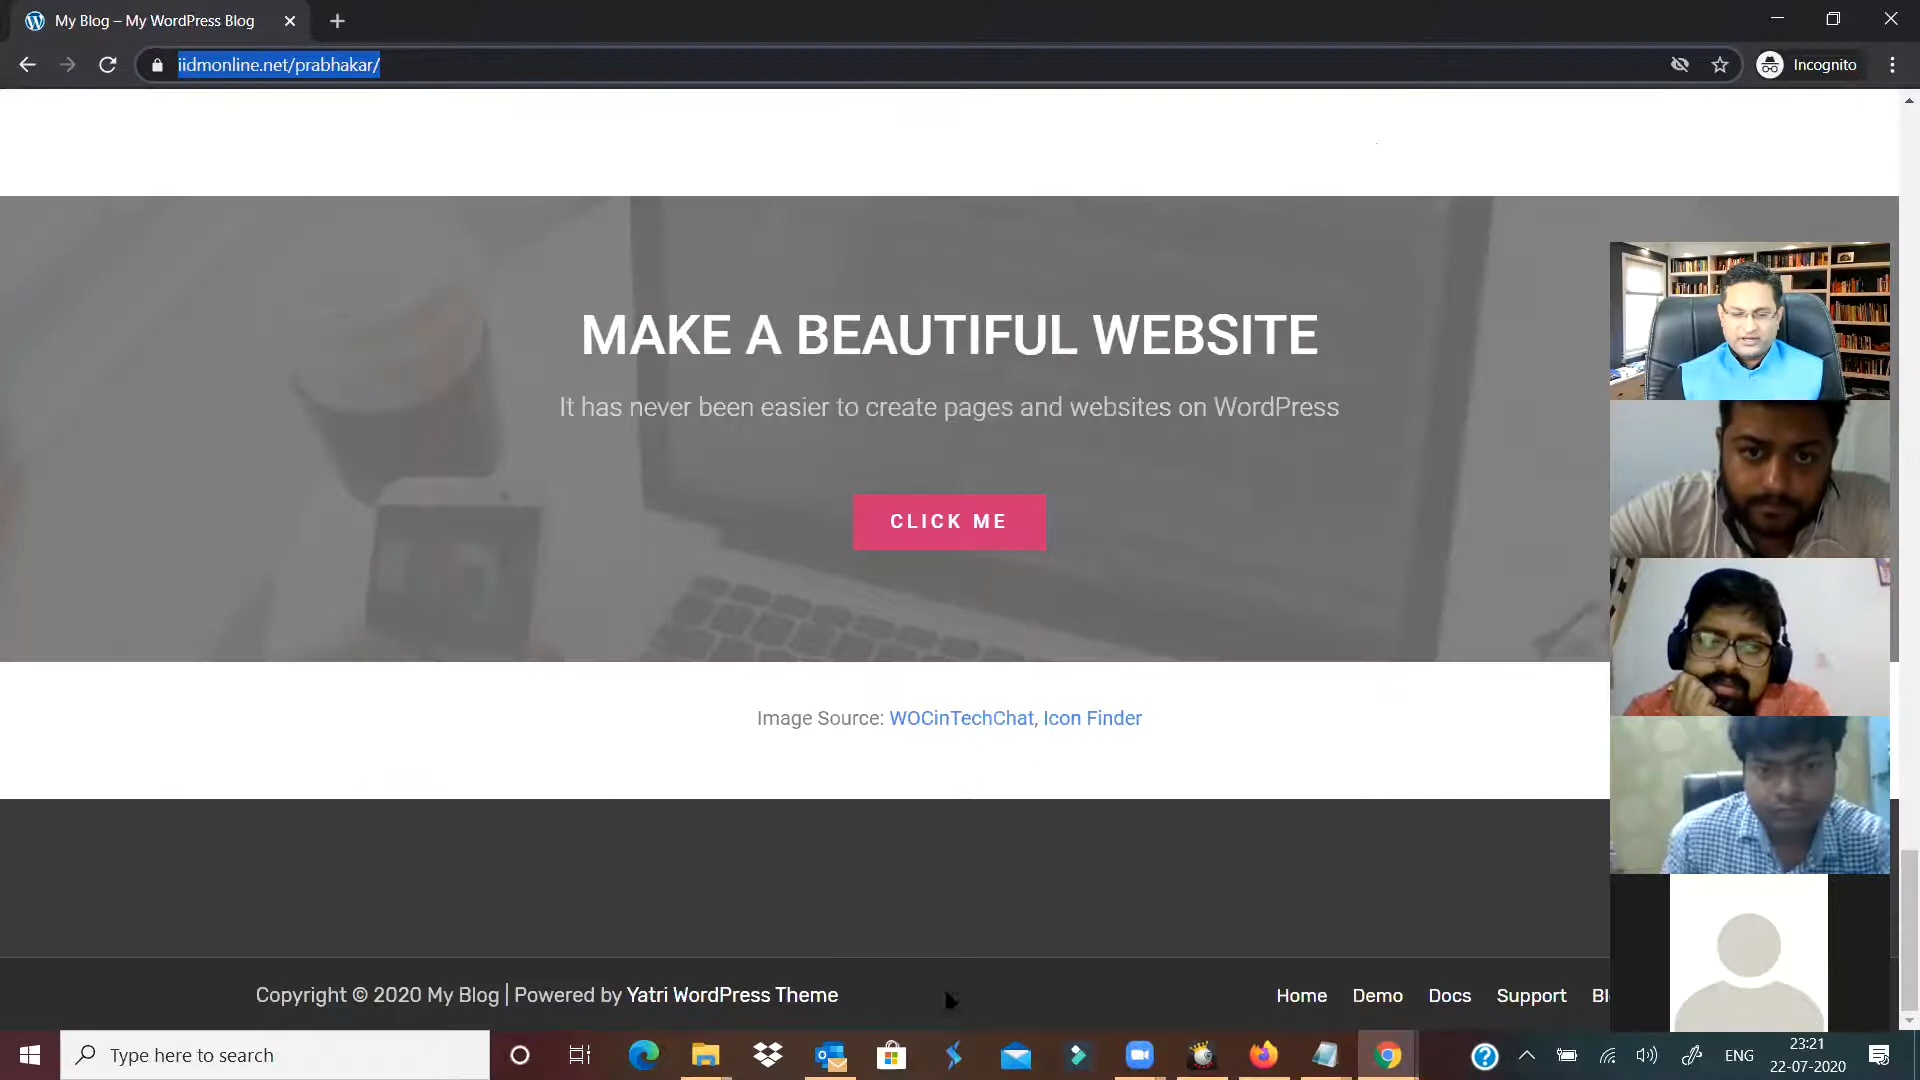 My Blog – My WordPress Blog
iidmonline.net/prabhakar/
Incognito
MAKE A BEAUTIFUL WEBSITE
It has never been easier to create pages and websites on WordPress
CLICK ME
Image Source: WOCinTechChat, Icon Finder
Copyright © 2020 My Blog | Powered by Yatri WordPress Theme
Home Demo Docs Support Bl
Type here to search
ENG
23:21
22-07-2020